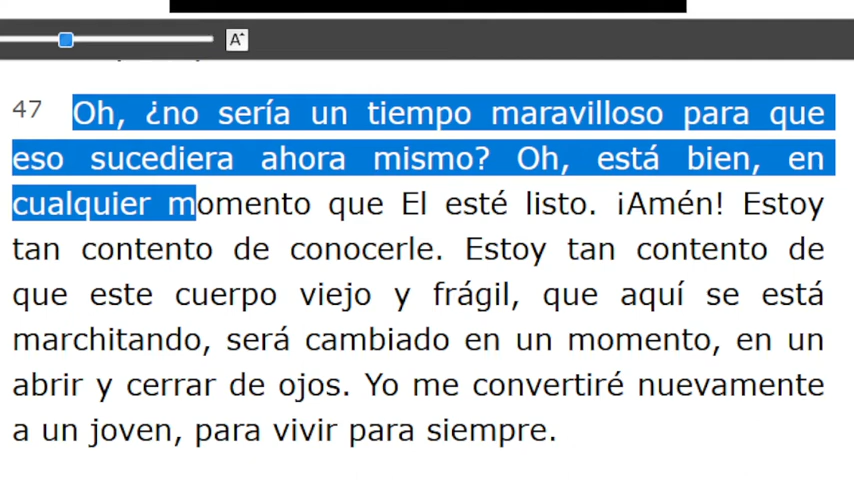 A
47 Oh, ¿no sería un tiempo maravilloso para que
eso sucediera ahora mismo? Oh, está bien, en
cualquier momento que El esté listo. ¡Amén! Estoy
tan contento de conocerle. Estoy tan contento de
que este cuerpo viejo y frágil, que aquí se está
marchitando, será cambiado en un momento, en un
abrir y cerrar de ojos. Yo me convertiré nuevamente
a un joven, para vivir para siempre.